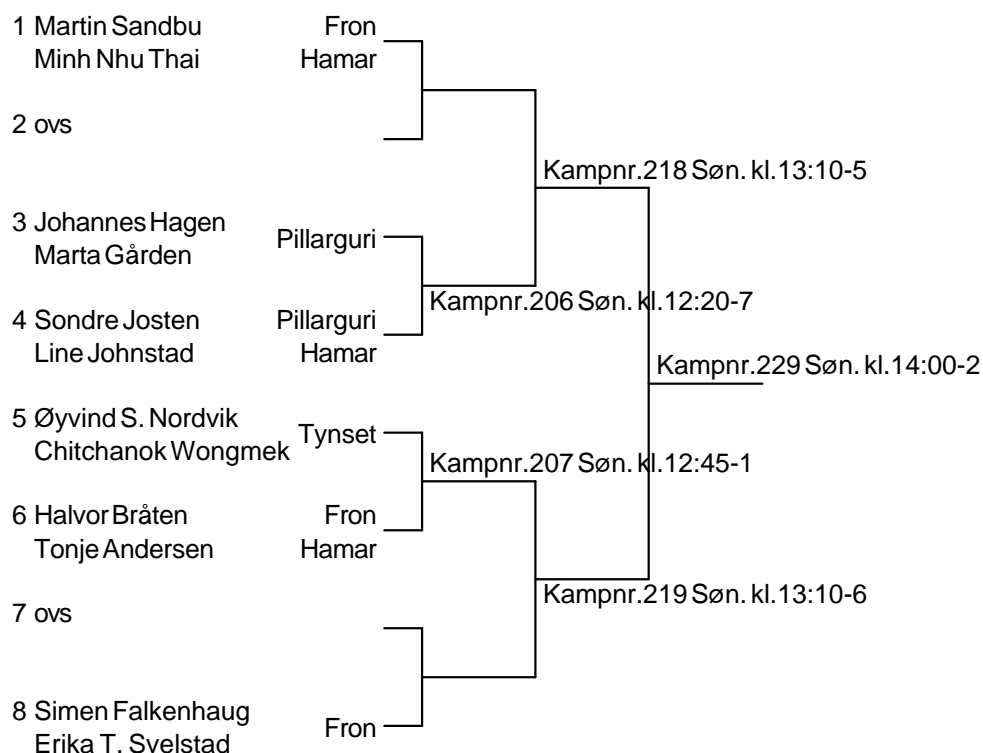 1 Martin Sandbu Fron
Minh Nhu Thai Hamar
2 ovs
Kampnr.218 Søn. kl.13:10-5
3 Johannes Hagen
Marta Gården Pillarguri
Kampnr.206 Søn. kl.12:20-7
4 Sondre Josten Pillarguri
Line Johnstad Hamar
Kampnr.229 Søn. kl.14:00-2
5 Øyvind S. Nordvik Tynset
Chitchanok Wongmek
Kampnr.207 Søn. kl.12:45-1
6 Halvor Bråten Fron
Tonje Andersen Hamar
Kampnr.219 Søn. kl.13:10-6
7 ovs
8 Simen Falkenhaug Fron
Erika T. Svelstad